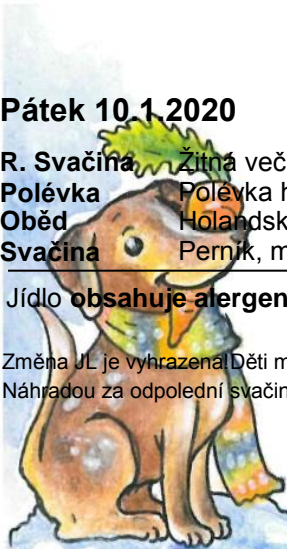 Pátek 10.1.2020
R. Svačina Žitná več
Polévka Polévka h
Oběd Holandsk
Svačina Perník, m
Jídlo obsahuje alergen
Změna JL je vyhrazena!Děti m
Náhradou za odpolední svačin